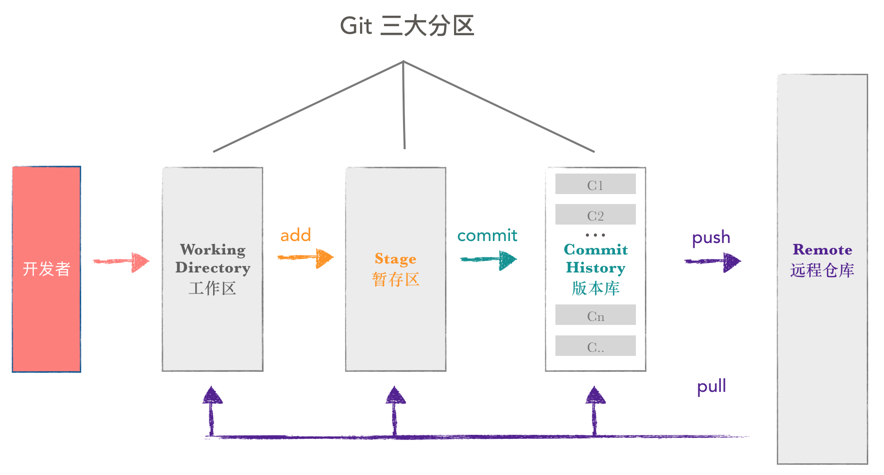 Git 三大分区
开发者
Working
Directory
工作区
add
Stage
暂存区
commit
C1
C2
...
Commit
History
版本库
Cn
C..
push
Remote
远程仓库
pull